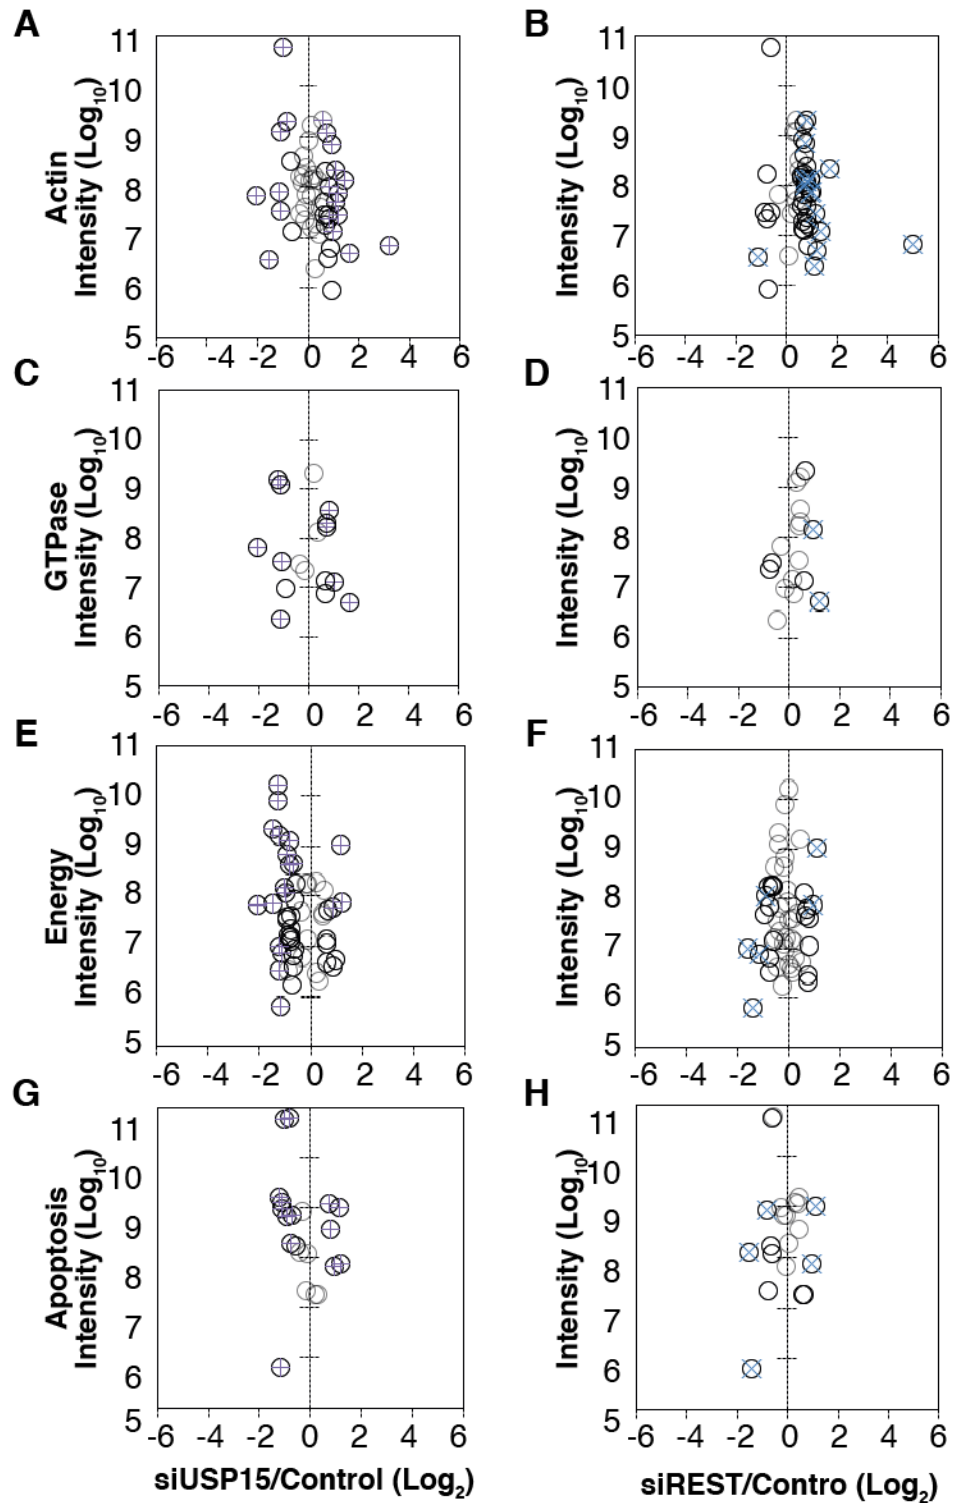 A
B
11
10
9
8
7
6
5
Actin
Intensity (Log10)
-6 -4 -2 0 2 4 6
11
10
9
8
7
6
5
Intensity (Log10)
-6 -4 -2 0 2 4 6
C
D
11
10
9
8
7
6
5
GTPase
Intensity (Log10)
-6 -4 -2 0 2 4 6
11
10
9
8
7
6
5
Intensity (Log10)
-6 -4 -2 0 2 4 6
E
F
11
10
9
8
7
6
5
Energy
Intensity (Log10)
-6 -4 -2 0 2 4 6
11
10
9
8
7
6
5
Intensity (Log10)
-6 -4 -2 0 2 4 6
G
H
11
10
9
8
7
6
5
Apoptosis
Intensity (Log10)
-6 -4 -2 0 2 4 6
siUSP15/Control (Log2)
11
10
9
8
7
6
5
Intensity (Log10)
-6 -4 -2 0 2 4 6
siREST/Contro (Log2)